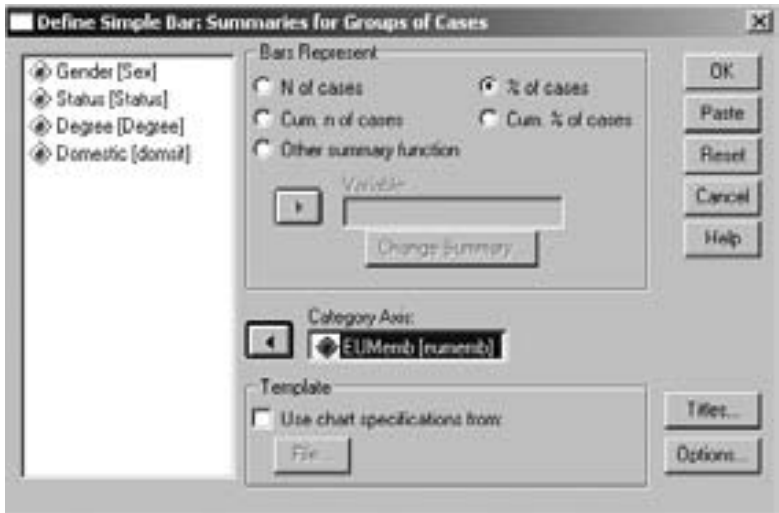 Define Simple Bar: Summaries for Groups of Cases
Gender [Sex]
Status [Status]
Degree [Degree]
Domestic [domsit]
Bars Represent
N of cases
% of cases
Cum. n of cases
Cum. % of cases
Other summary function
Variable:
Change Summary...
Category Axis:
EUMemb [eumemb]
Template
Use chart specifications from:
File...
OK
Paste
Reset
Cancel
Help
Titles...
Options...